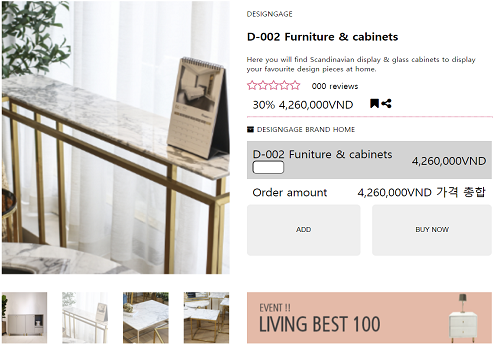 DESIGNGAGE
D-002 Furniture & cabinets
Here you will find Scandinavian display & glass cabinets to display
your favourite design pieces at home.
000 reviews
30% 4,260,000VND
DESIGNGAGE BRAND HOME
D-002 Funiture & cabinets
4,260,000VND
Order amount
4,260,000VND 가격 종합
ADD
BUY NOW
EVENT !!
LIVING BEST 100